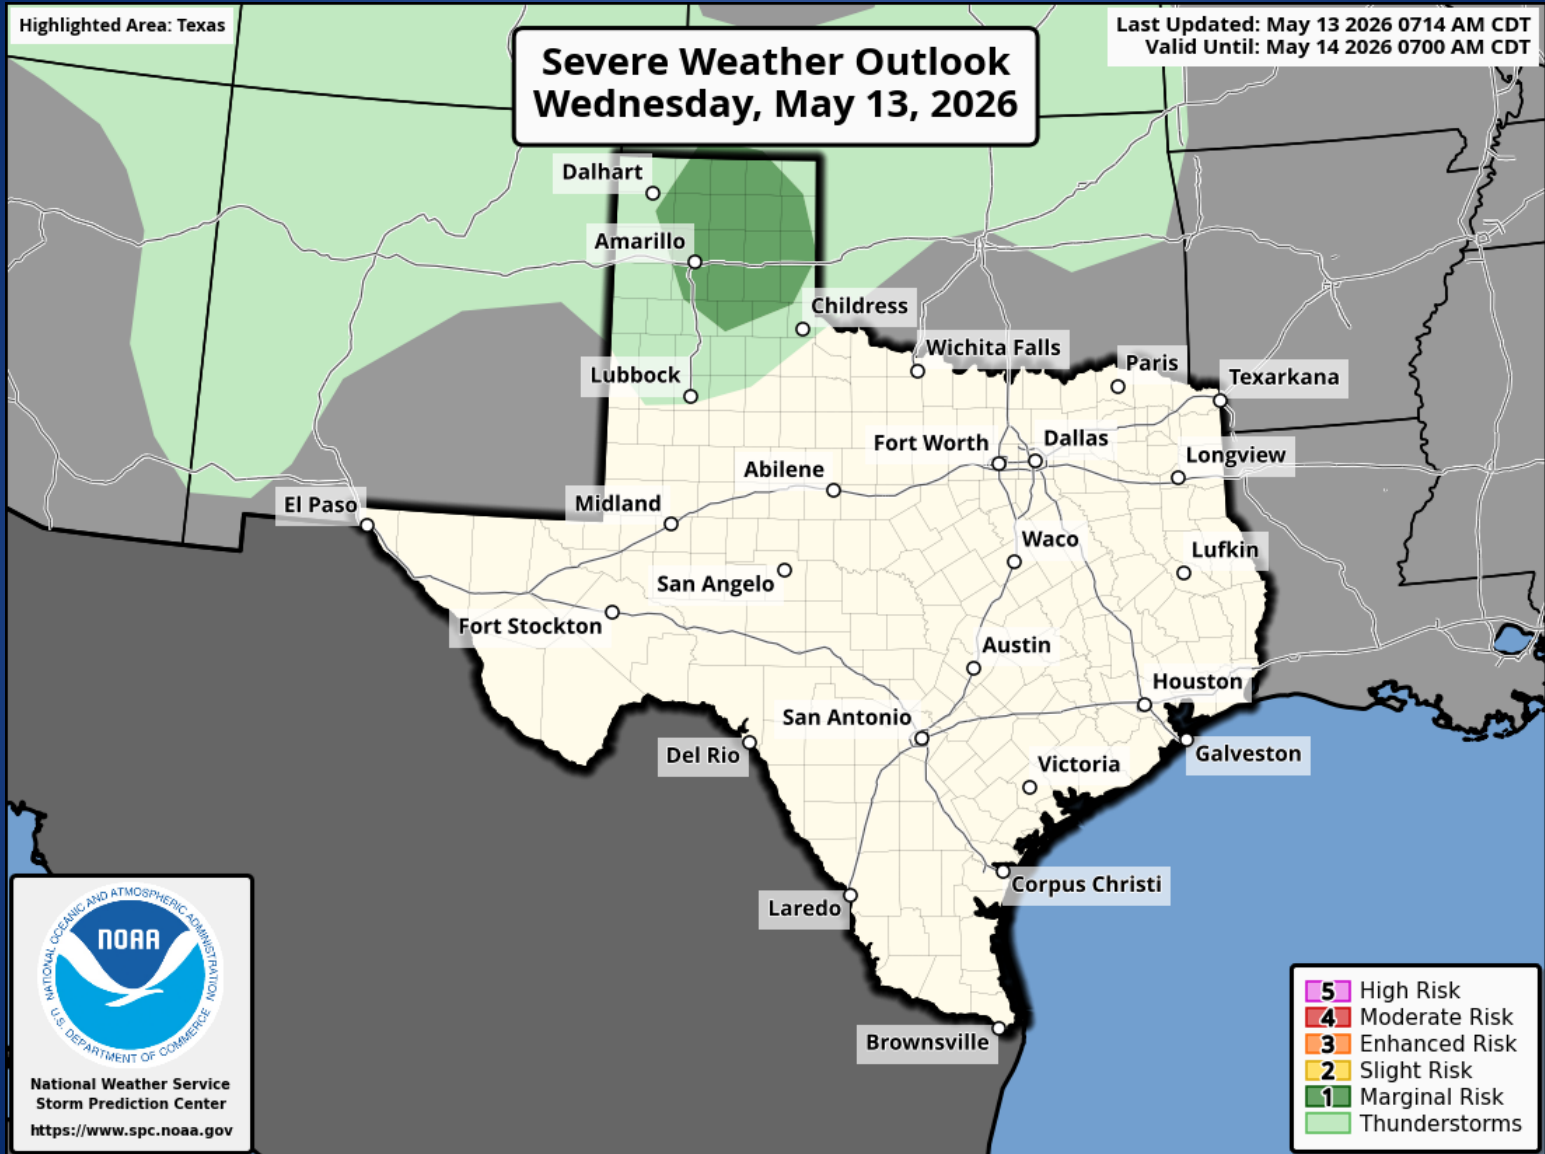 Highlighted Area: Texas
Severe Weather Outlook
Wednesday, May 13, 2026
Last Updated: May 13 2026 0714 AM CDT
Valid Until: May 14 2026 0700 AM CDT
Dalhart
Amarillo
Childress
Wichita Falls
Paris
Texarkana
Lubbock
Fort Worth
Dallas
Longview
Abilene
Midland
El Paso
Waco
Lufkin
San Angelo
Fort Stockton
Austin
Houston
San Antonio
Del Rio
Galveston
Victoria
Corpus Christi
Laredo
Brownsville
NATIONAL OCEANIC AND ATMOSPHERIC ADMINISTRATION
NOAA
U.S. DEPARTMENT OF COMMERCE
National Weather Service
Storm Prediction Center
https://www.spc.noaa.gov
5 High Risk
4 Moderate Risk
3 Enhanced Risk
2 Slight Risk
1 Marginal Risk
Thunderstorms